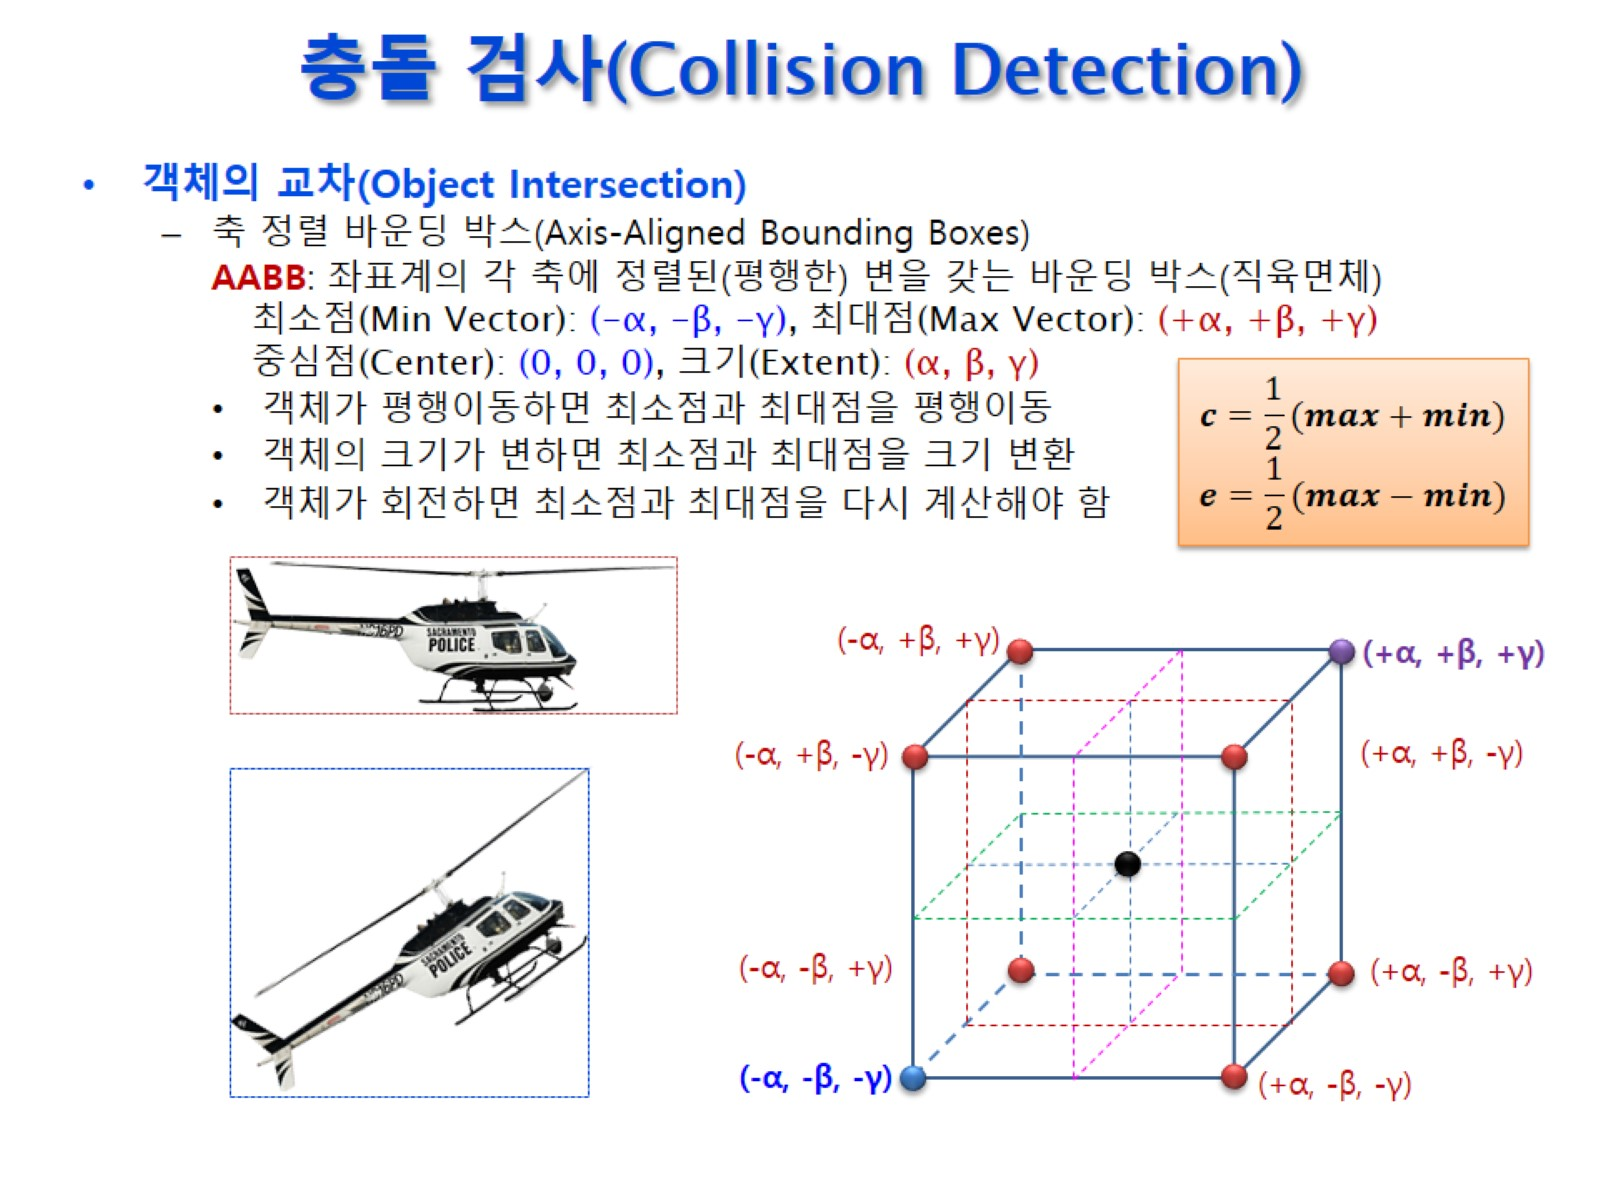 충돌 검사(Collision Detection)
• 객체의 교차(Object Intersection)
– 축 정렬 바운딩 박스(Axis-Aligned Bounding Boxes)
AABB: 좌표계의 각 축에 정렬된(평행한) 변을 갖는 바운딩 박스(직육면체)
최소점(Min Vector): (-α, -β, -γ), 최대점(Max Vector): (+α, +β, +γ)
중심점(Center): (0, 0, 0), 크기(Extent): (α, β, γ)
• 객체가 평행이동하면 최소점과 최대점을 평행이동
• 객체의 크기가 변하면 최소점과 최대점을 크기 변환
• 객체가 회전하면 최소점과 최대점을 다시 계산해야 함
c = 1/2 (max + min)
e = 1/2 (max − min)
SACRAMENTO
POLICE
(-α, +β, +γ)
(+α, +β, +γ)
(-α, +β, -γ)
(+α, +β, -γ)
SACRAMENTO
POLICE
(-α, -β, +γ)
(+α, -β, +γ)
(-α, -β, -γ)
(+α, -β, -γ)